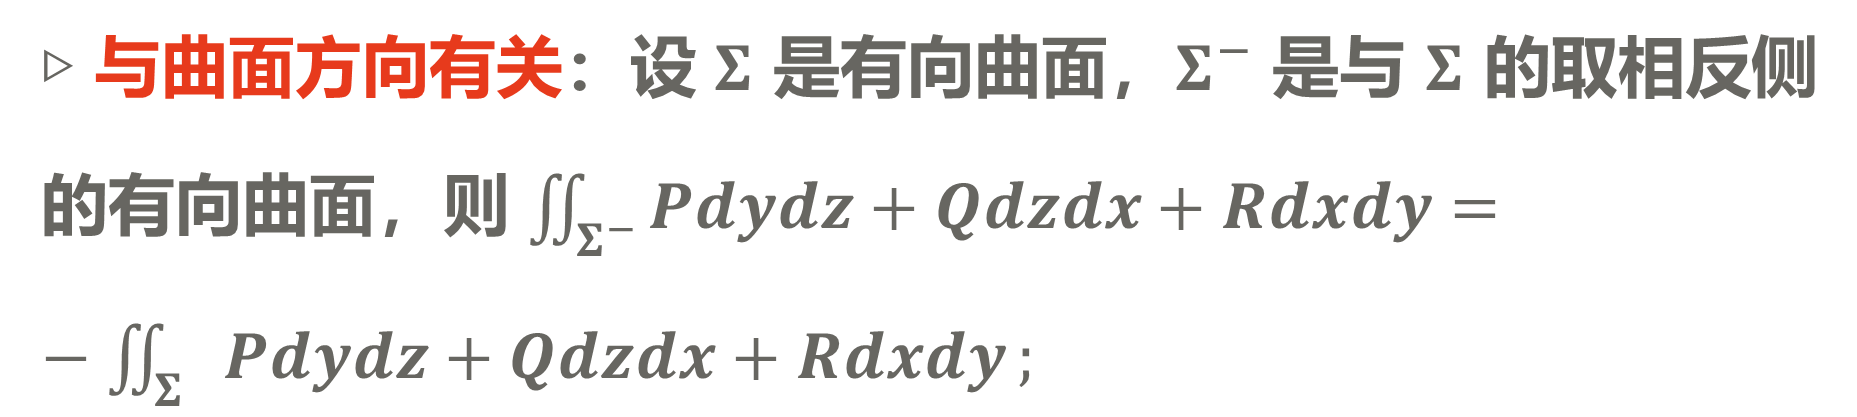 ▷ 与曲面方向有关：设 Σ 是有向曲面，Σ⁻ 是与 Σ 的取相反侧
的有向曲面，则 ∬_Σ⁻ Pdydz + Qdzdx + Rdxdy =
− ∬_Σ Pdydz + Qdzdx + Rdxdy;